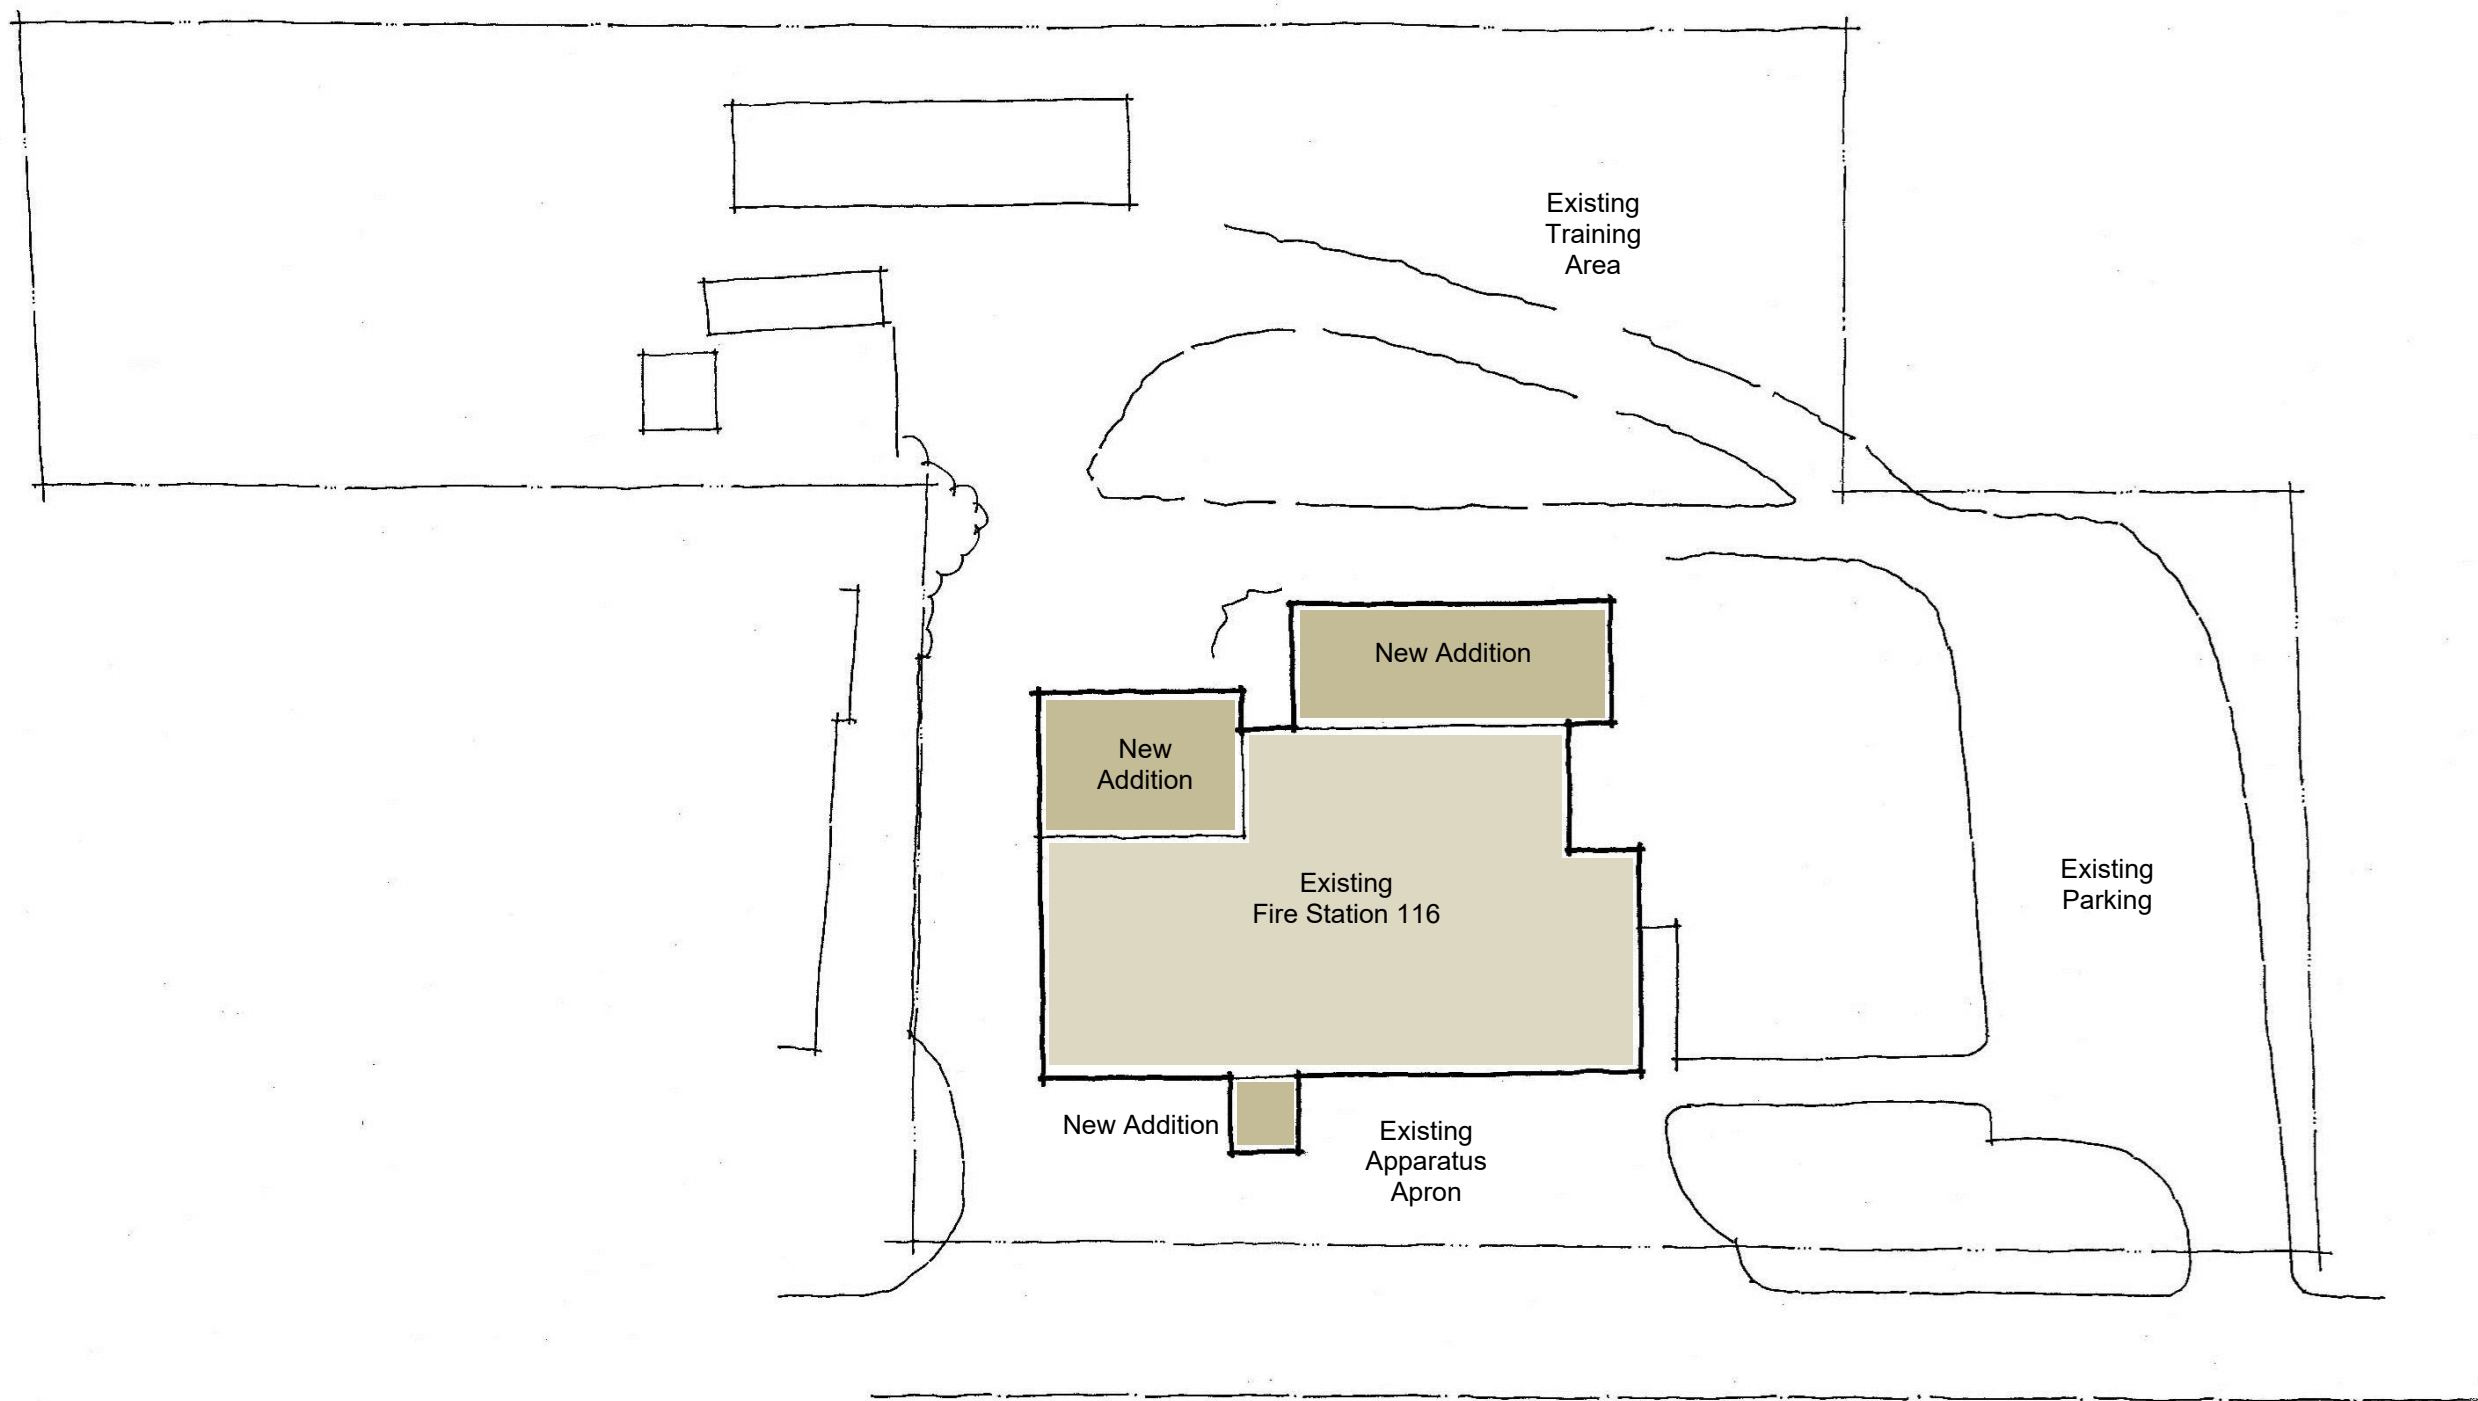 Existing
Training
Area
New Addition
New
Addition
Existing
Fire Station 116
Existing
Parking
New Addition
Existing
Apparatus
Apron